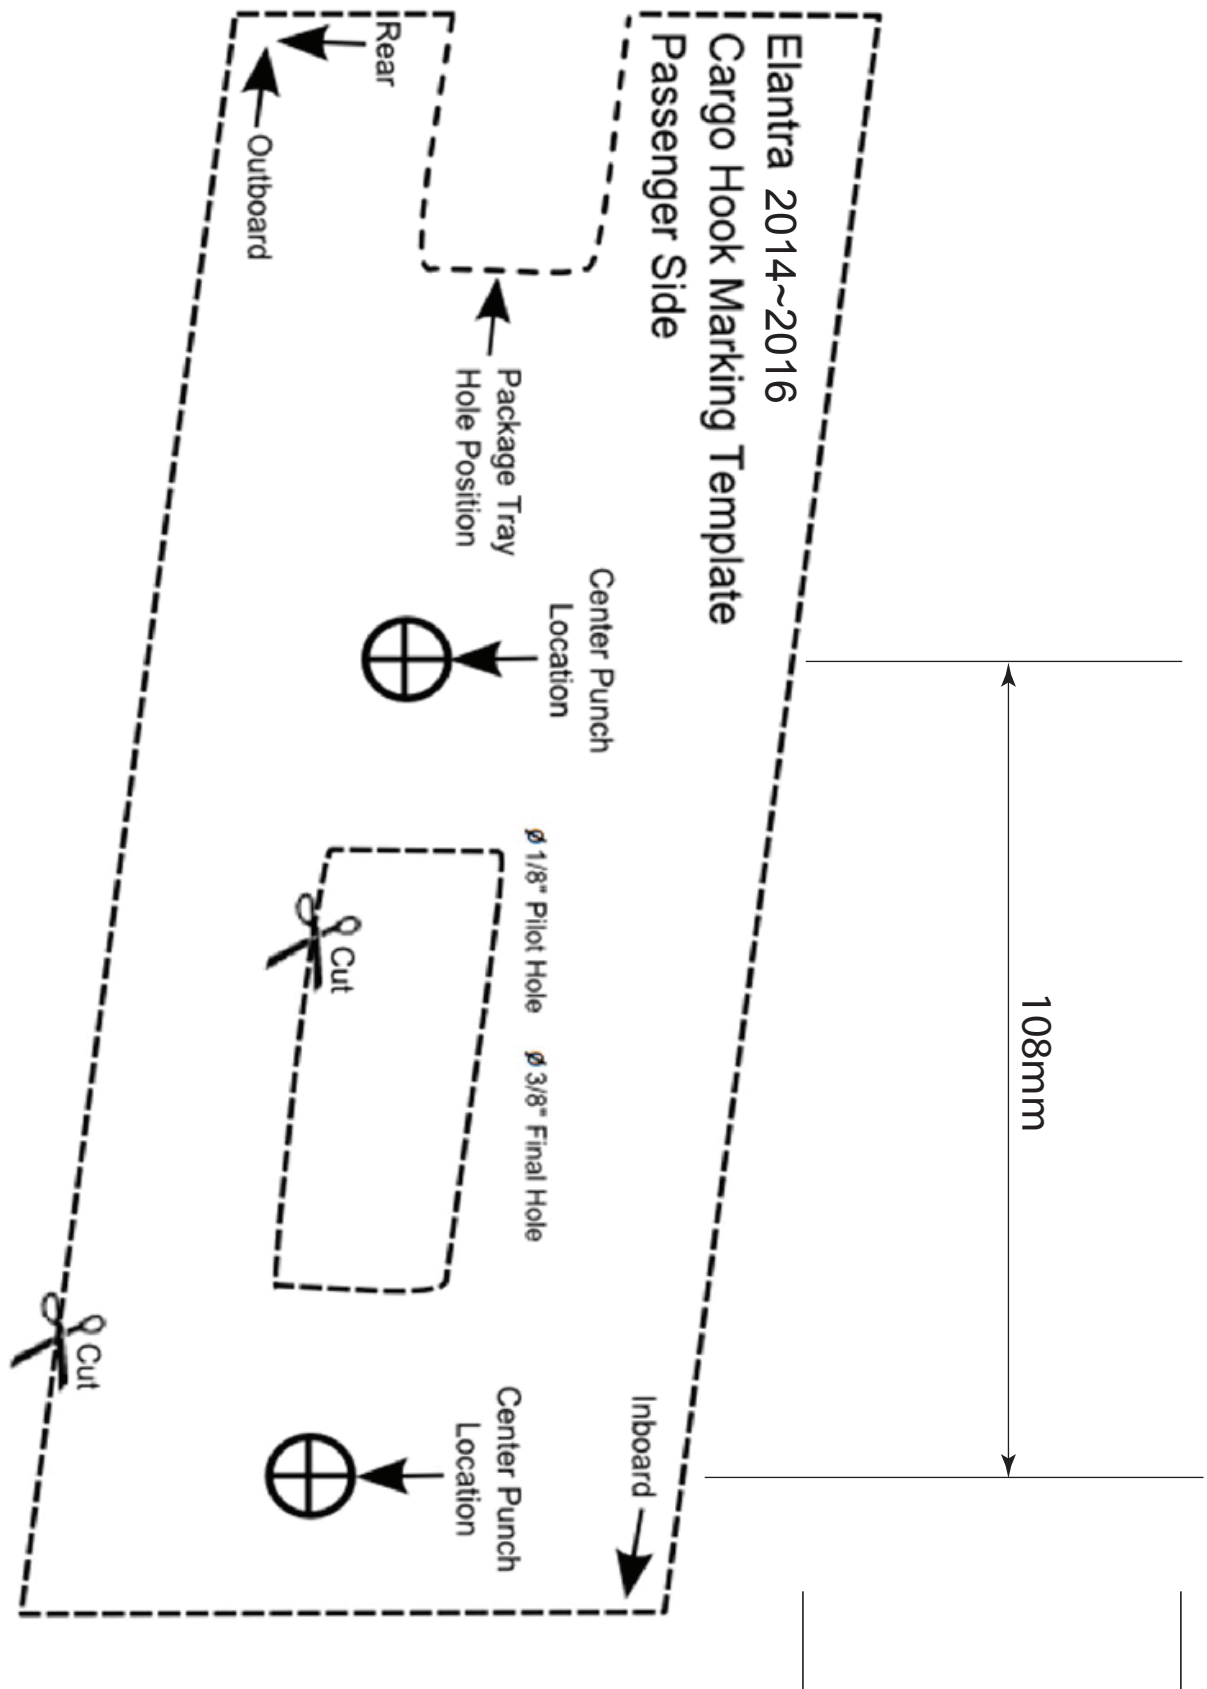 Elantra 2014~2016
Cargo Hook Marking Template
Passenger Side
Rear
Outboard
Package Tray
Hole Position
Center Punch
Location
ø 1/8" Pilot Hole ø 3/8" Final Hole
Cut
108mm
Cut
Inboard
Center Punch
Location